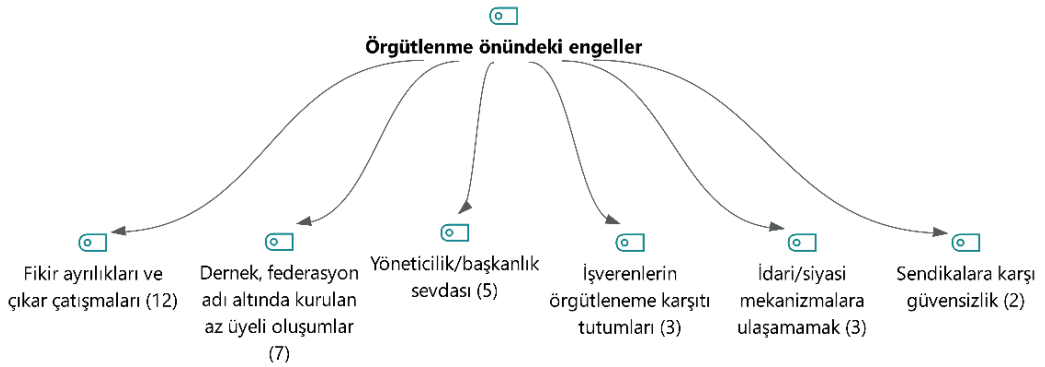 Örgütlenme önündeki engeller
Fikir ayrılıkları ve
çıkar çatışmaları (12)
Dernek, federasyon
adı altında kurulan
az üyeli oluşumlar
(7)
Yöneticilik/başkanlık
sevdası (5)
İşverenlerin
örgütleneme karşıtı
tutumları (3)
İdari/siyasi
mekanizmalara
ulaşamamak (3)
Sendikalara karşı
güvensizlik (2)